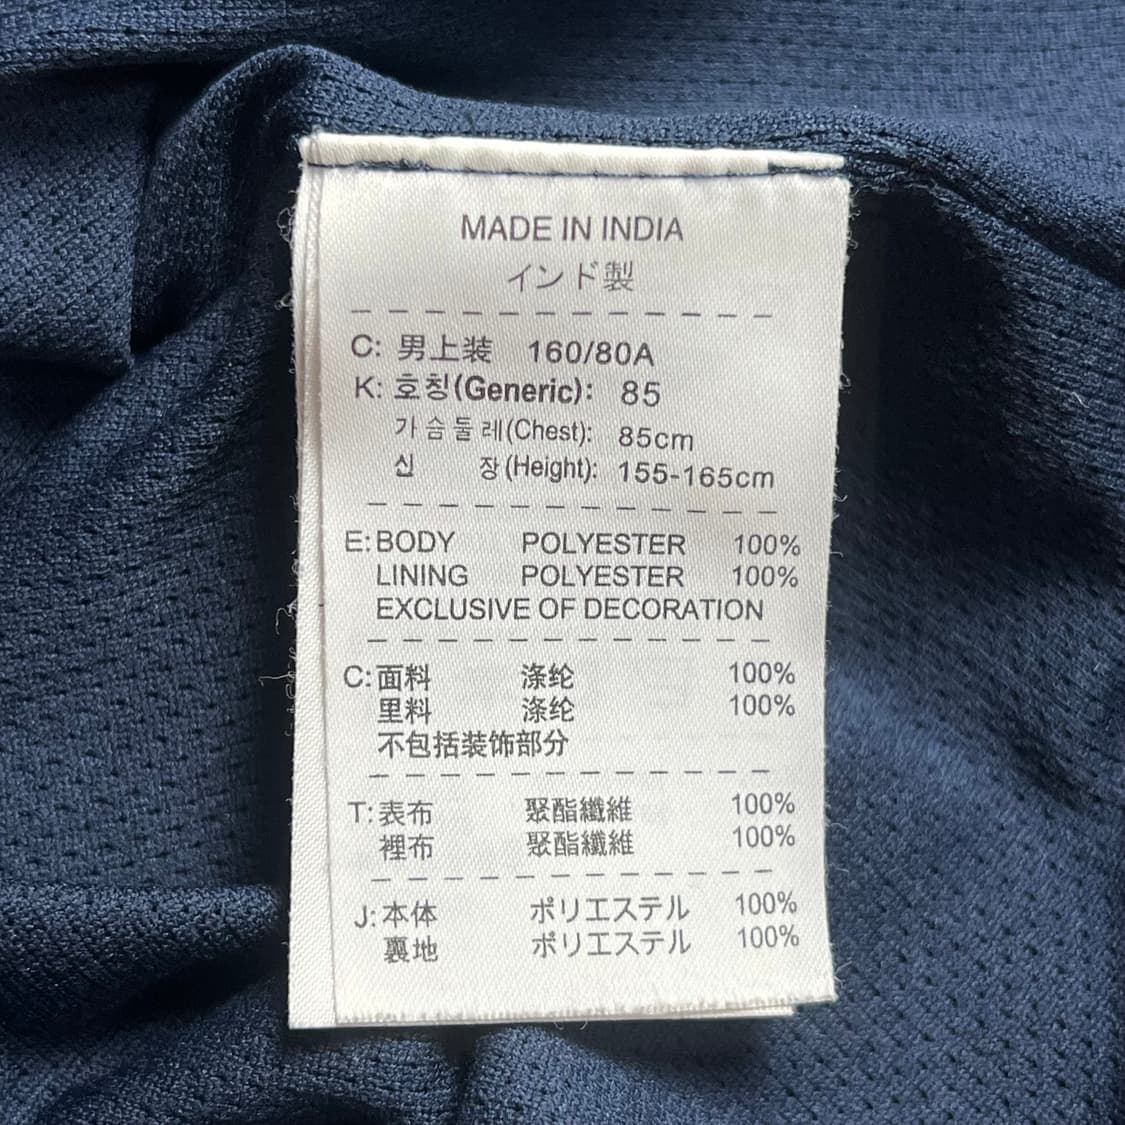 MADE IN INDIA
インド製
C: 男上装 160/80A
K: 호칭(Generic): 85
가슴둘레(Chest): 85cm
신 장(Height): 155-165cm
E: BODY POLYESTER 100%
LINING POLYESTER 100%
EXCLUSIVE OF DECORATION
C: 面料 涤纶 100%
里料 涤纶 100%
不包括装饰部分
T: 表布 聚酯纖維 100%
裡布 聚酯纖維 100%
J: 本体 ポリエステル 100%
裏地 ポリエステル 100%